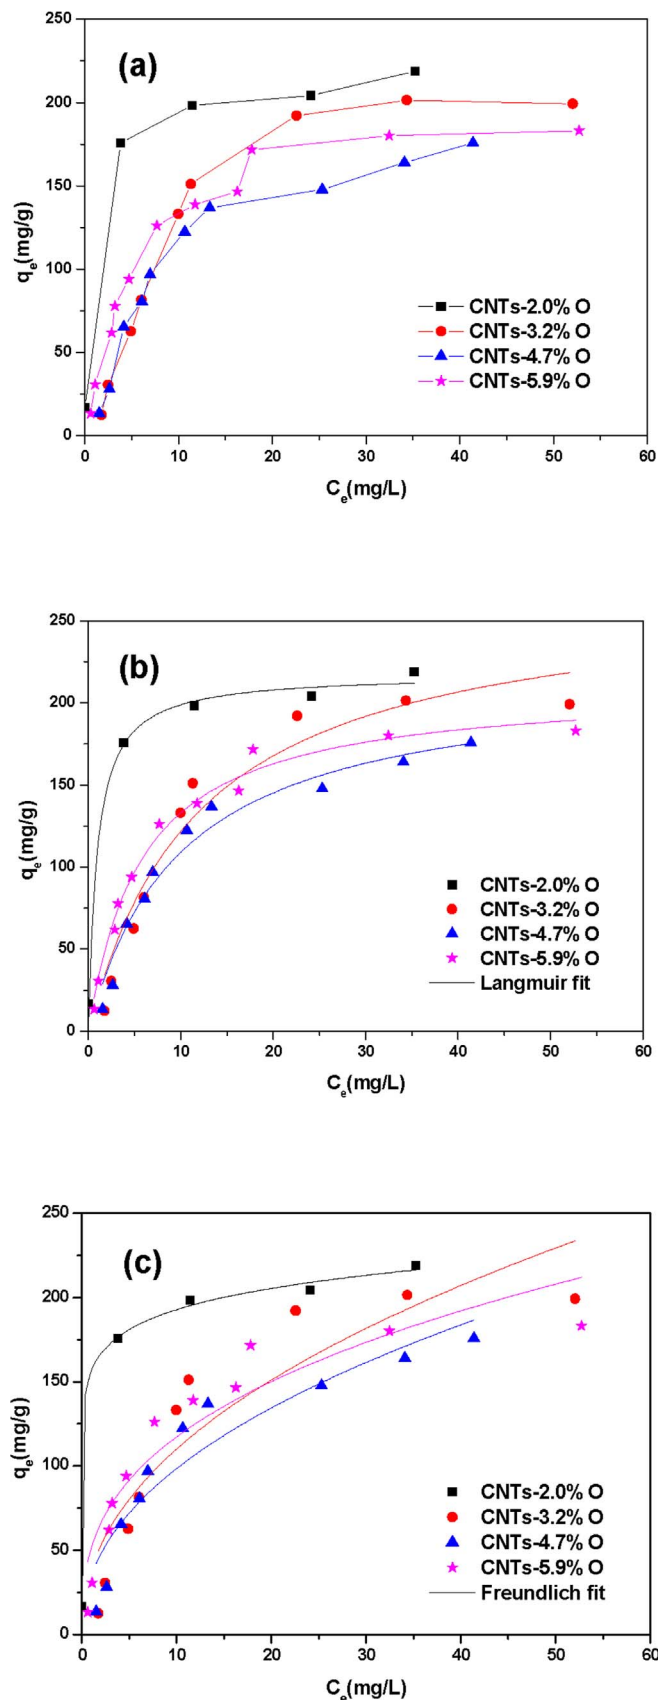 (a)
250
200
150
100
50
0
qe(mg/g)
CNTs-2.0% O
CNTs-3.2% O
CNTs-4.7% O
CNTs-5.9% O
0 10 20 30 40 50 60
Ce(mg/L)
(b)
250
200
150
100
50
0
qe(mg/g)
CNTs-2.0% O
CNTs-3.2% O
CNTs-4.7% O
CNTs-5.9% O
Langmuir fit
0 10 20 30 40 50 60
Ce(mg/L)
(c)
250
200
150
100
50
0
qe(mg/g)
CNTs-2.0% O
CNTs-3.2% O
CNTs-4.7% O
CNTs-5.9% O
Freundlich fit
0 10 20 30 40 50 60
Ce(mg/L)